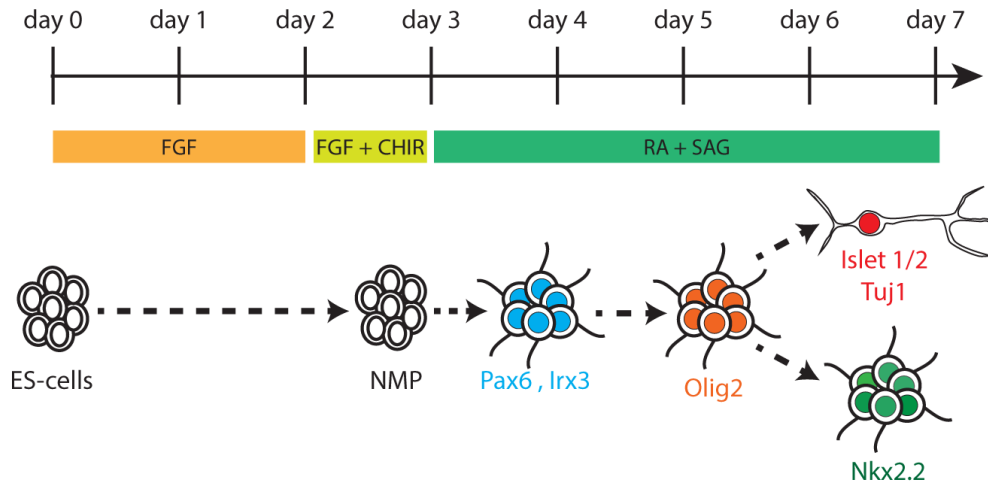 day 0 day 1 day 2 day 3 day 4 day 5 day 6 day 7
FGF FGF + CHIR RA + SAG
Islet 1/2
Tuj1
ES-cells NMP Pax6 , Irx3 Olig2
Nkx2.2